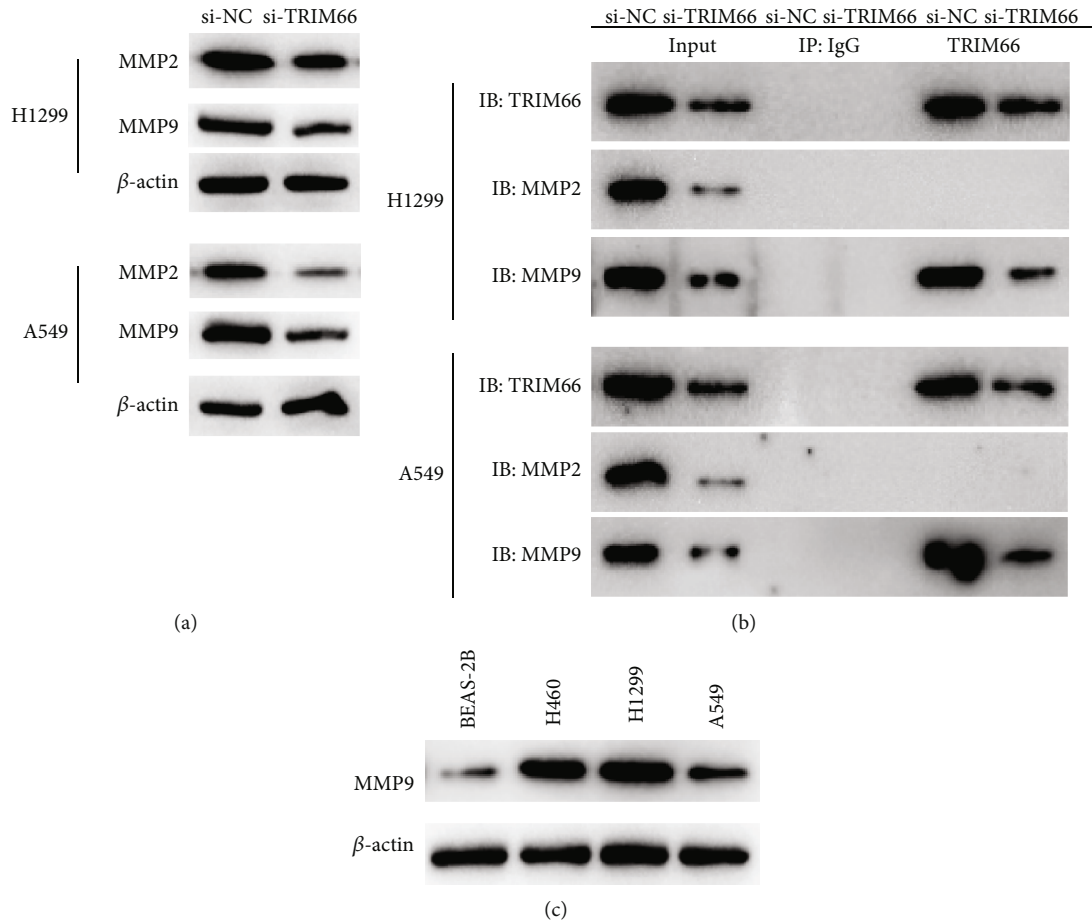 si-NC si-TRIM66
MMP2
H1299
MMP9
β-actin
MMP2
A549
MMP9
β-actin
(a)
si-NC si-TRIM66 si-NC si-TRIM66 si-NC si-TRIM66
Input IP: IgG TRIM66
IB: TRIM66
H1299
IB: MMP2
IB: MMP9
IB: TRIM66
A549
IB: MMP2
IB: MMP9
(b)
BEAS-2B H460 H1299 A549
MMP9
β-actin
(c)